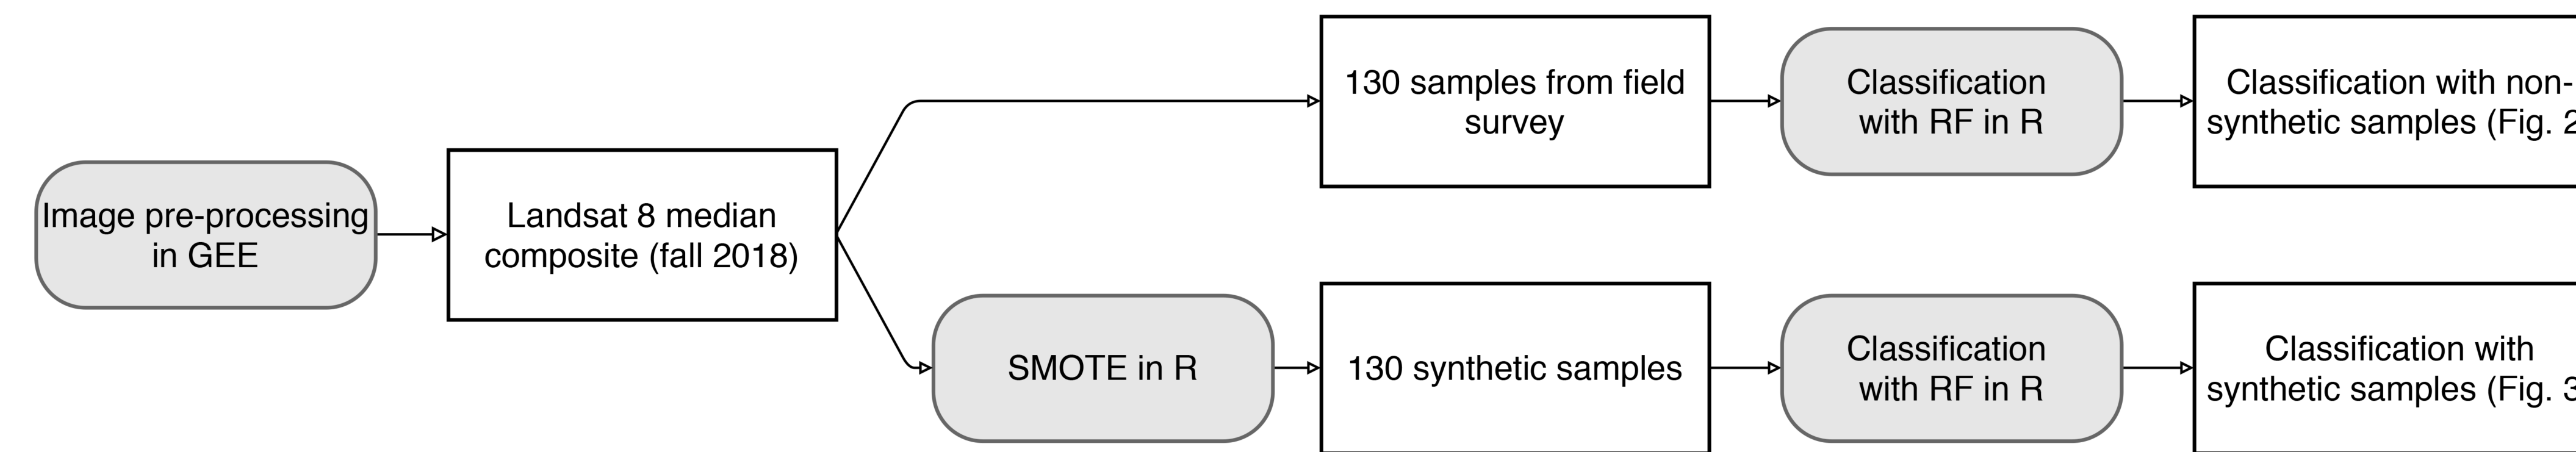 Image pre-processing
in GEE
Landsat 8 median
composite (fall 2018)
130 samples from field
survey
Classification
with RF in R
Classification with non-
synthetic samples (Fig. 2
SMOTE in R
130 synthetic samples
Classification
with RF in R
Classification with
synthetic samples (Fig. 3